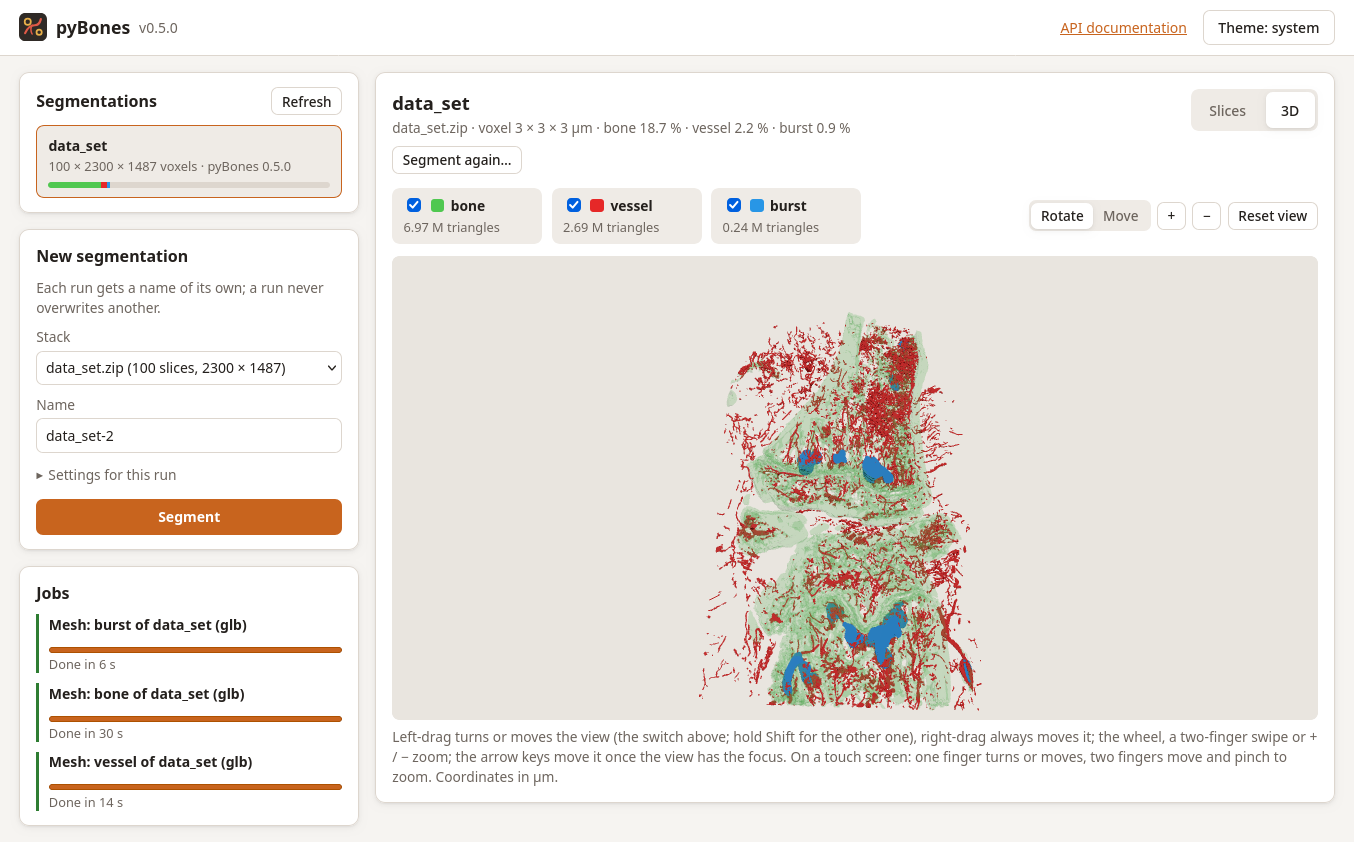 pyBones v0.5.0
API documentation
Theme: system
Segmentations
Refresh
data_set
100 × 2300 × 1487 voxels · pyBones 0.5.0
New segmentation
Each run gets a name of its own; a run never
overwrites another.
Stack
data_set.zip (100 slices, 2300 × 1487)
Name
data_set-2
▸ Settings for this run
Segment
Jobs
Mesh: burst of data_set (glb)
Done in 6 s
Mesh: bone of data_set (glb)
Done in 30 s
Mesh: vessel of data_set (glb)
Done in 14 s
data_set
data_set.zip · voxel 3 × 3 × 3 µm · bone 18.7 % · vessel 2.2 % · burst 0.9 %
Slices 3D
Segment again…
bone
6.97 M triangles
vessel
2.69 M triangles
burst
0.24 M triangles
Rotate Move + − Reset view
Left-drag turns or moves the view (the switch above; hold Shift for the other one), right-drag always moves it; the wheel, a two-finger swipe or +
/ − zoom; the arrow keys move it once the view has the focus. On a touch screen: one finger turns or moves, two fingers move and pinch to
zoom. Coordinates in µm.